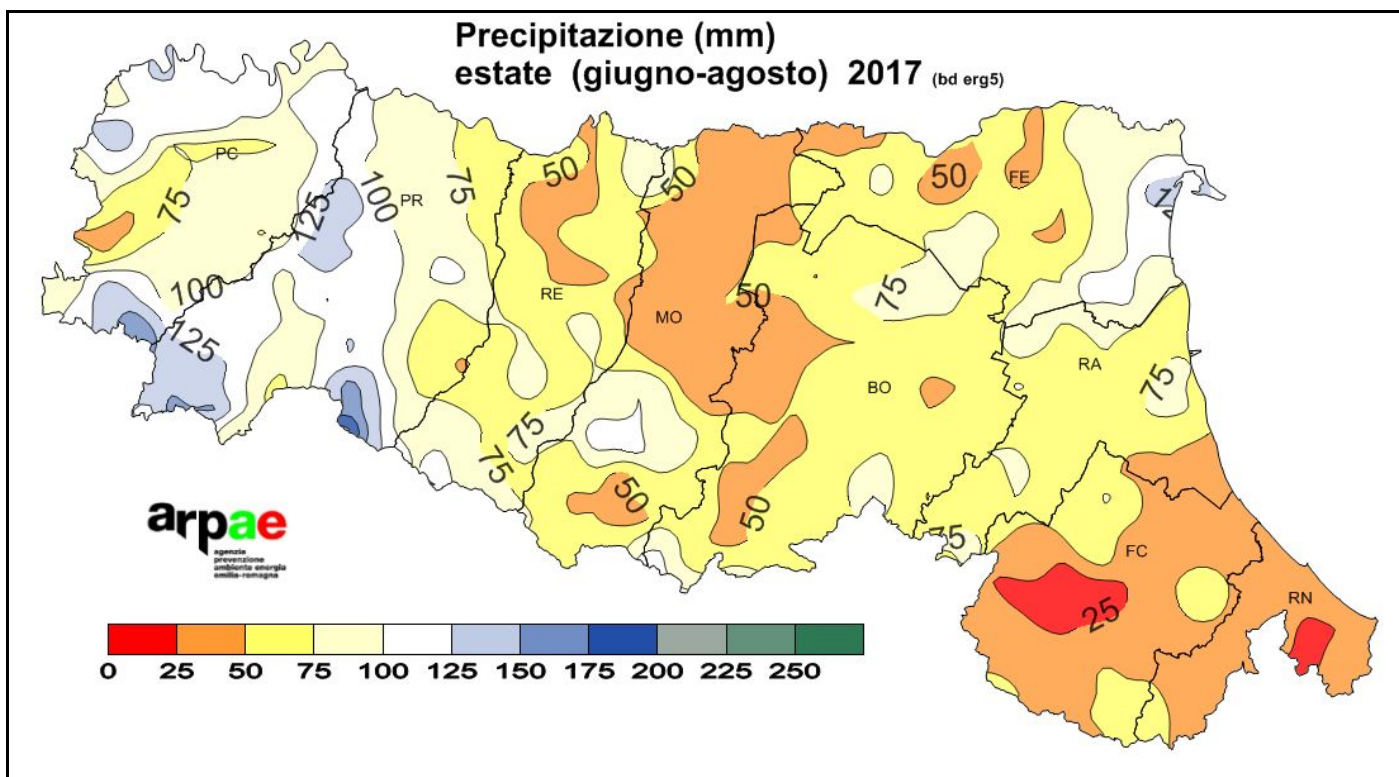 Precipitazione (mm)
estate (giugno-agosto) 2017 (bd erg5)
PC
75
125
100
PR
75
50
50
50
FE
100
125
RE
MO
50
75
75
RA
BO
75
75
50
50
75
FC
25
RN
arpae
agenzia
prevenzione
ambiente energia
emilia-romagna
0 25 50 75 100 125 150 175 200 225 250